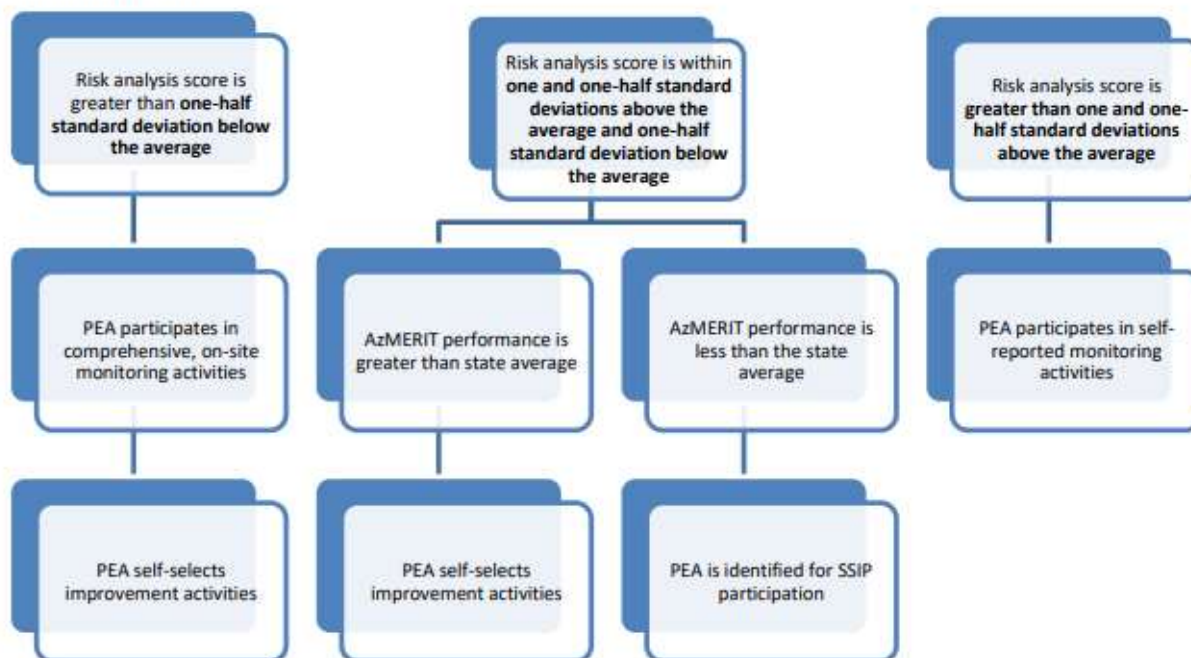 Risk analysis score is
greater than one-half
standard deviation below
the average
Risk analysis score is within
one and one-half standard
deviations above the
average and one-half
standard deviation below
the average
Risk analysis score is
greater than one and one-
half standard deviations
above the average
PEA participates in
comprehensive, on-site
monitoring activities
AzMERIT performance is
greater than state average
AzMERIT performance is
less than the state
average
PEA participates in self-
reported monitoring
activities
PEA self-selects
improvement activities
PEA self-selects
improvement activities
PEA is identified for SSIP
participation